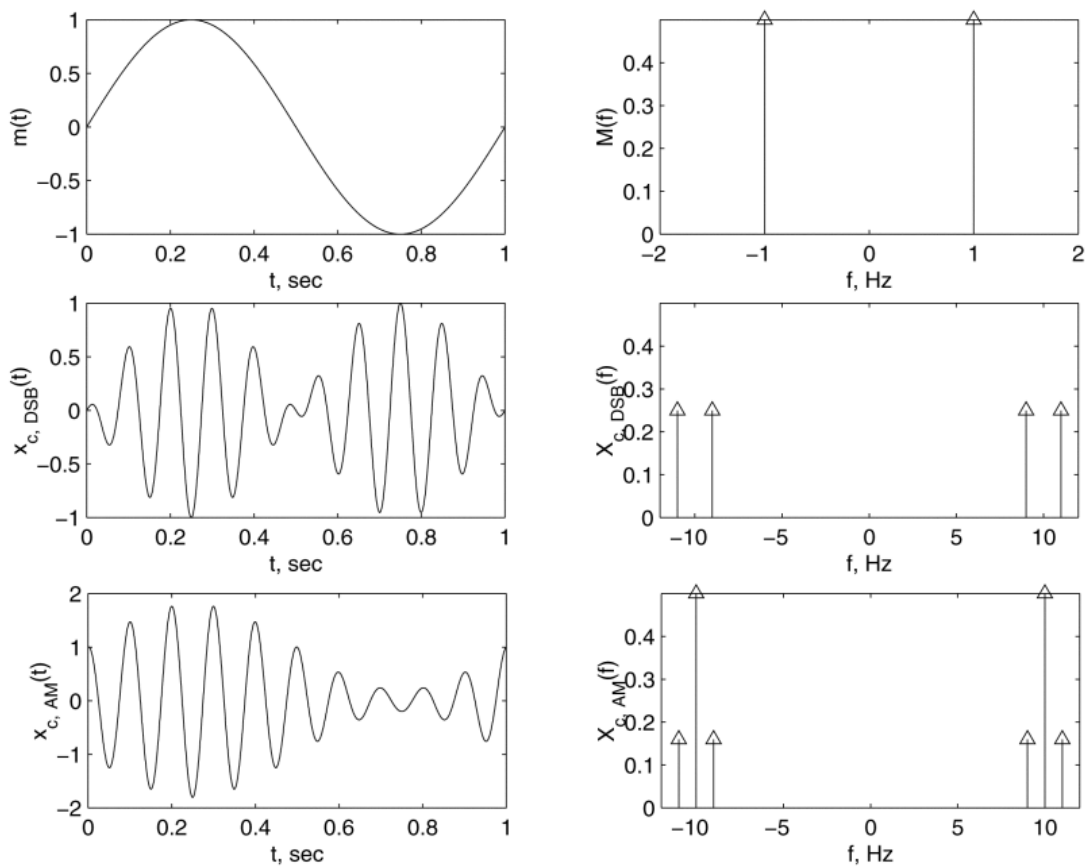 1
0.5
0
−0.5
−1
m(t)
0 0.2 0.4 0.6 0.8 1
t, sec
0.4
0.3
0.2
0.1
0
M(f)
−2 −1 0 1 2
f, Hz
1
0.5
0
−0.5
−1
x c, DSB (t)
0 0.2 0.4 0.6 0.8 1
t, sec
0.4
0.3
0.2
0.1
0
X c, DSB (f)
−10 −5 0 5 10
f, Hz
2
1
0
−1
−2
x c, AM (t)
0 0.2 0.4 0.6 0.8 1
t, sec
0.4
0.3
0.2
0.1
0
X c, AM (f)
−10 −5 0 5 10
f, Hz